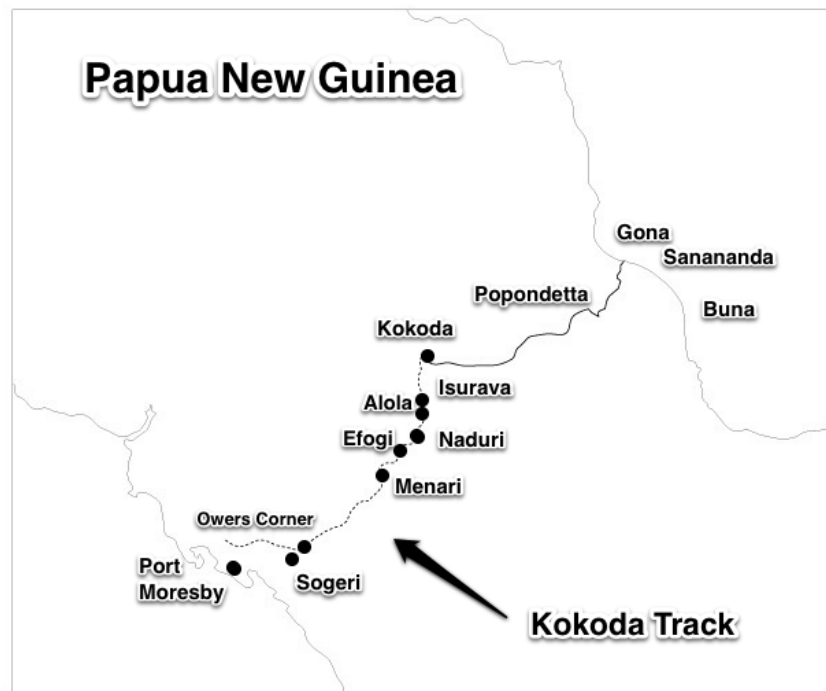 Papua New Guinea
Gona
Sanananda
Popondetta
Buna
Kokoda
Isurava
Alola
Efogi
Naduri
Menari
Owers Corner
Port
Moresby
Sogeri
Kokoda Track